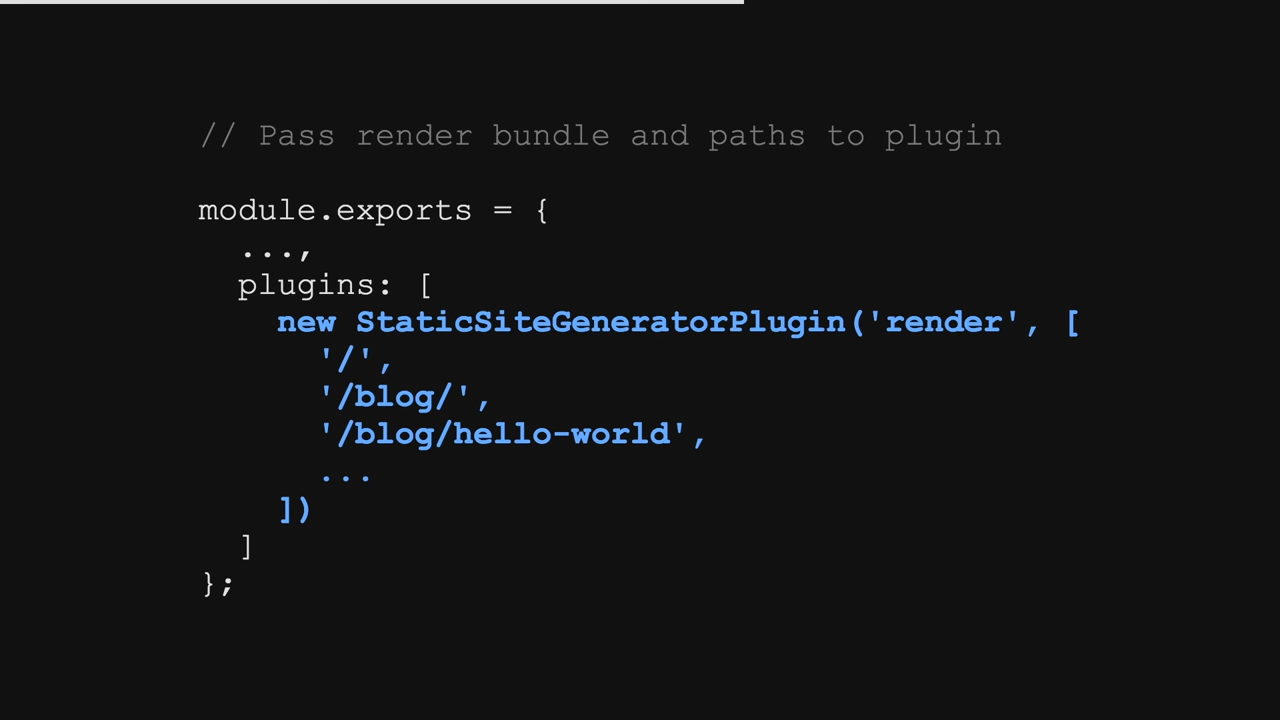 // Pass render bundle and paths to plugin
module.exports = {
...,
plugins: [
new StaticSiteGeneratorPlugin('render', [
'/',
'/blog/',
'/blog/hello-world',
...
])
]
};